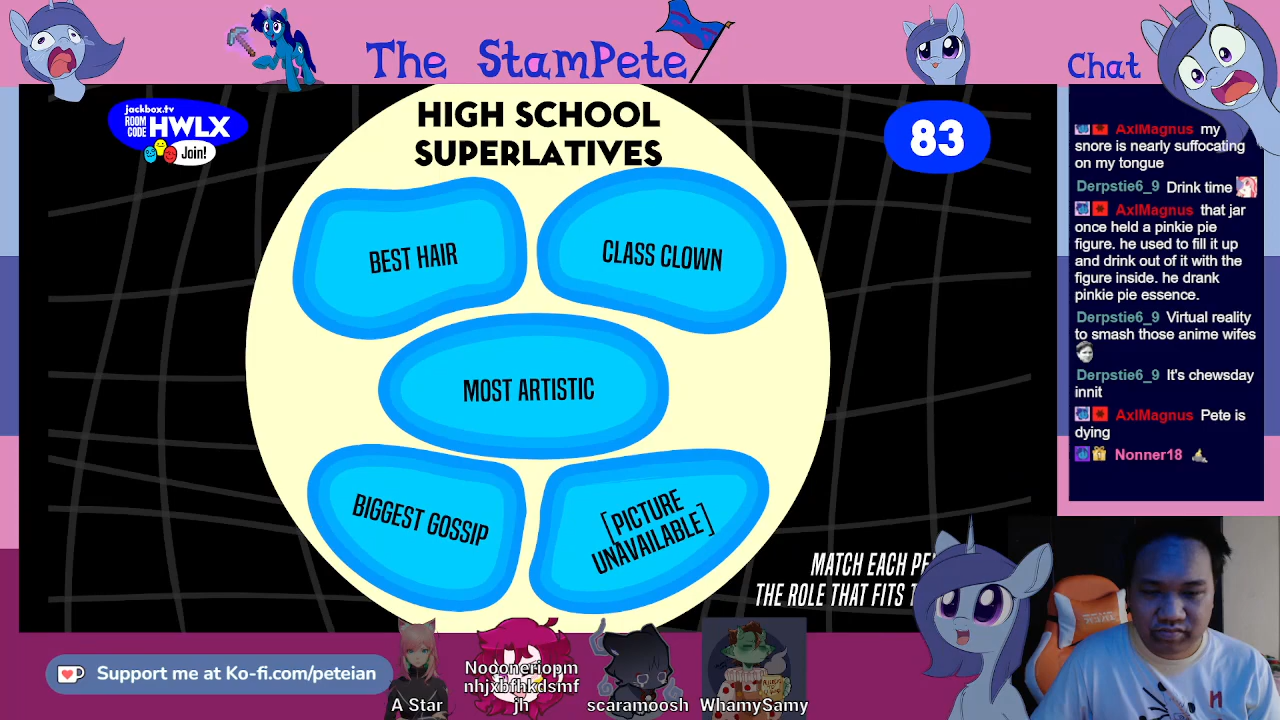 The StamPete
Chat
jackbox.tv
ROOM CODE HWLX
Join!
HIGH SCHOOL
SUPERLATIVES
83
BEST HAIR
CLASS CLOWN
MOST ARTISTIC
BIGGEST GOSSIP
[PICTURE
UNAVAILABLE]
MATCH EACH
THE ROLE THAT FITS
AxlMagnus my
snore is nearly suffocating
on my tongue
Derpstie6_9 Drink time
AxlMagnus that jar
once held a pinkie pie
figure. he used to fill it up
and drink out of it with the
figure inside. he drank
pinkie pie essence.
Derpstie6_9 Virtual reality
to smash those anime wifes
Derpstie6_9 It's chewsday
innit
AxlMagnus Pete is
dying
Nonner18
Support me at Ko-fi.com/peteian
A Star
Noooneriopm
nhjxbfhkdsmf
jh
scaramoosh
WhamySamy